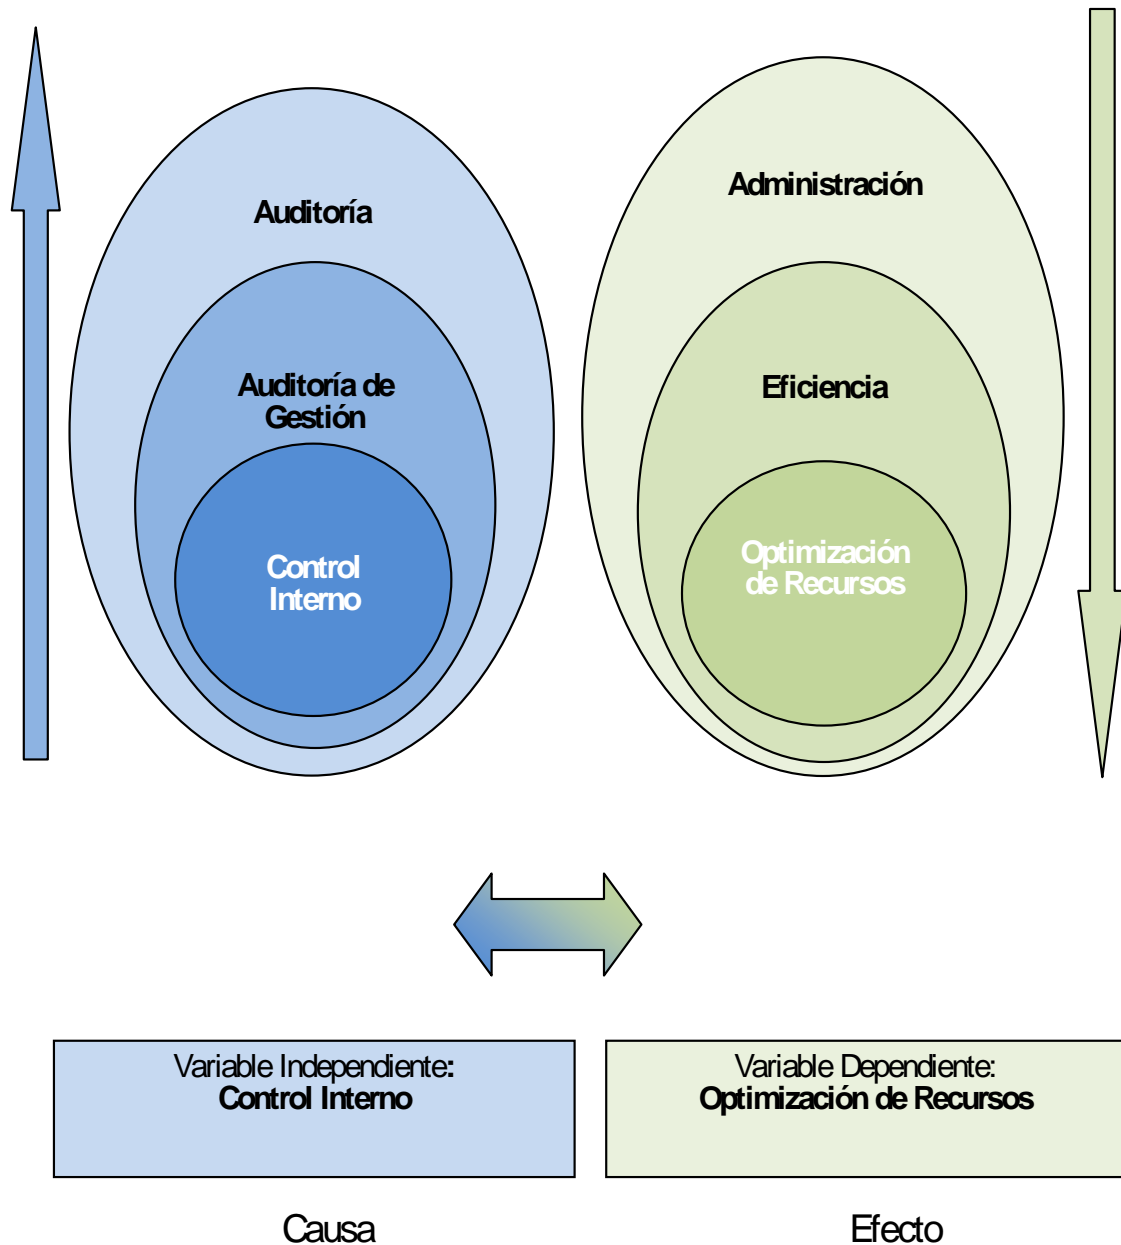 Auditoría
Auditoría de
Gestión
Control
Interno
Administración
Eficiencia
Optimización
de Recursos
Variable Independiente:
Control Interno
Variable Dependiente:
Optimización de Recursos
Causa
Efecto